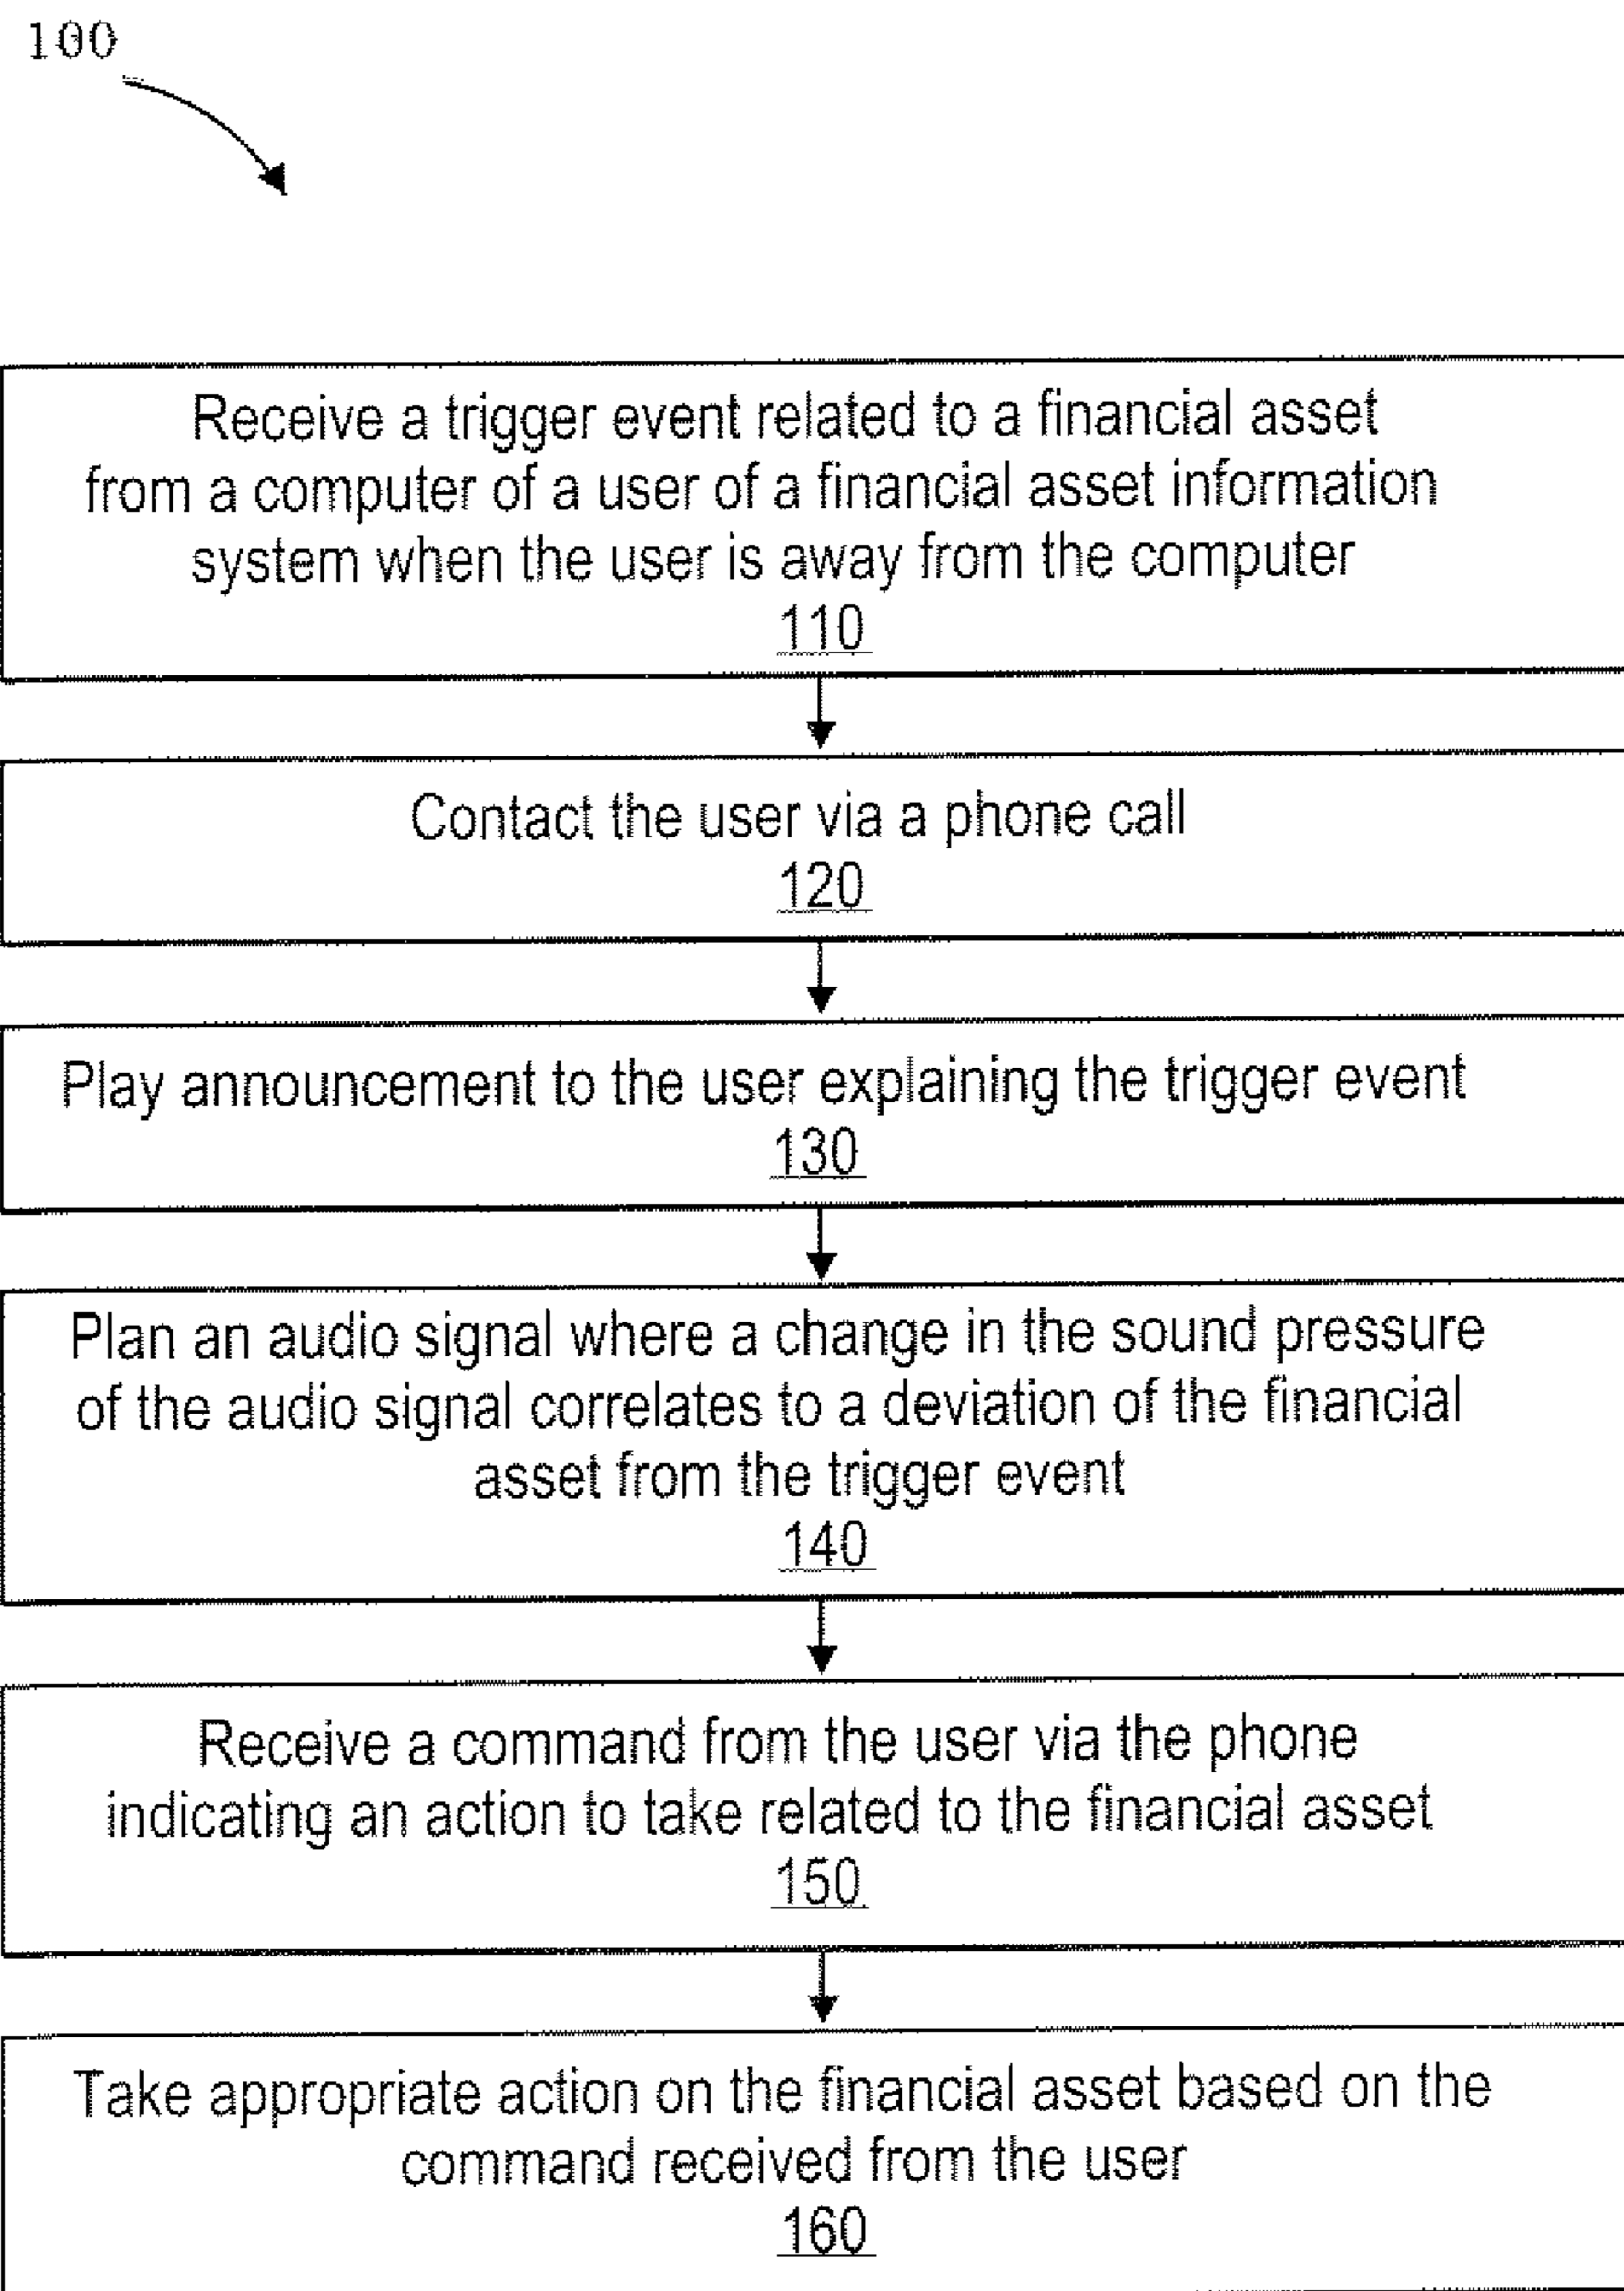 100
Receive a trigger event related to a financial asset
from a computer of a user of a financial asset information
system when the user is away from the computer
110
Contact the user via a phone call
120
Play announcement to the user explaining the trigger event
130
Plan an audio signal where a change in the sound pressure
of the audio signal correlates to a deviation of the financial
asset from the trigger event
140
Receive a command from the user via the phone
indicating an action to take related to the financial asset
150
Take appropriate action on the financial asset based on the
command received from the user
160